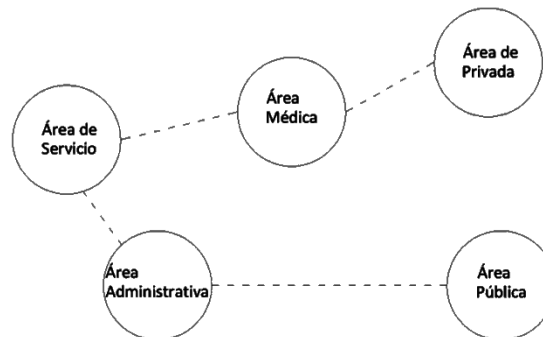 Área de
Privada
Área
Médica
Área de
Servicio
Área
Administrativa
Área
Pública